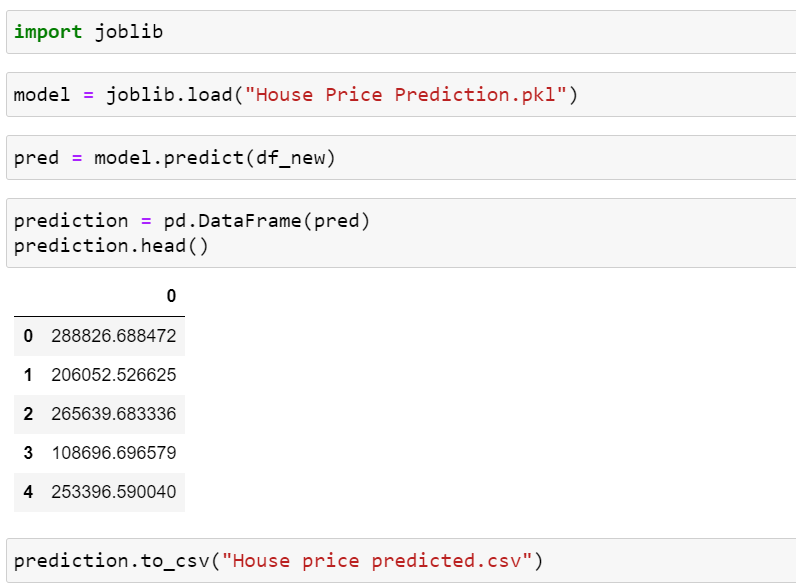 import joblib
model = joblib.load("House Price Prediction.pkl")
pred = model.predict(df_new)
prediction = pd.DataFrame(pred)
prediction.head()
0
0 288826.688472
1 206052.526625
2 265639.683336
3 108696.696579
4 253396.590040
prediction.to_csv("House price predicted.csv")